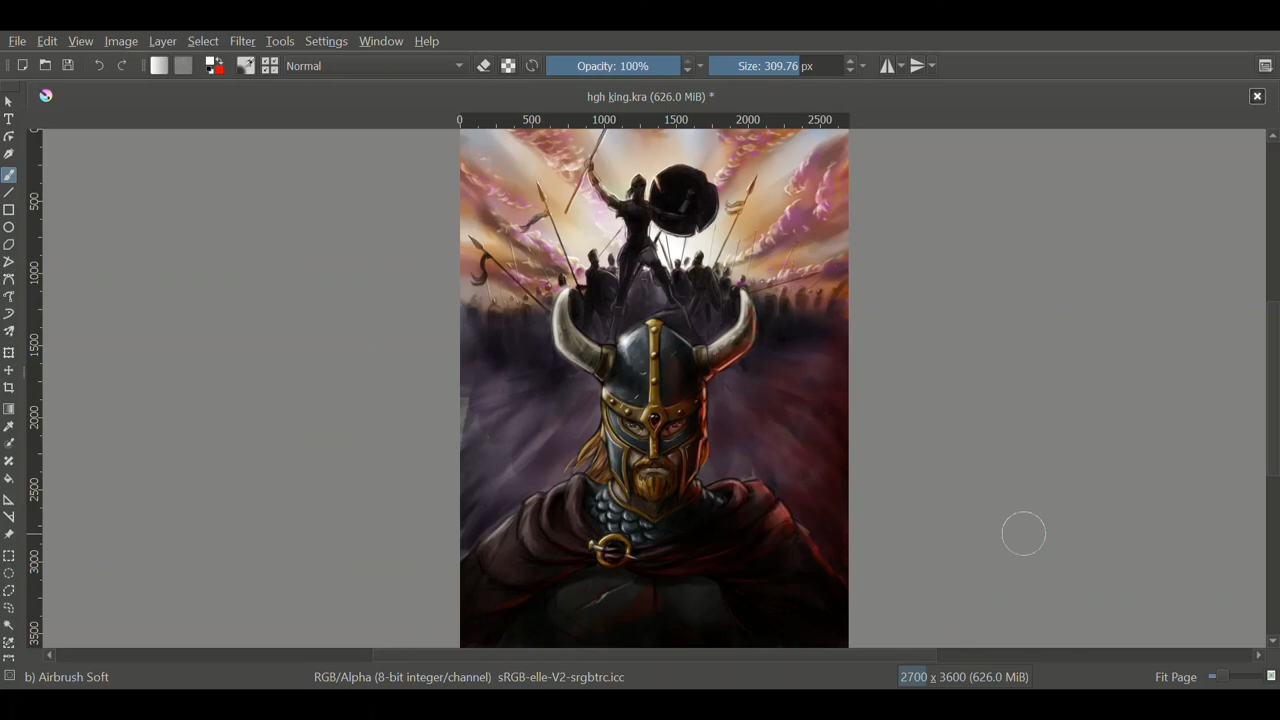 File Edit View Image Layer Select Filter Tools Settings Window Help
Normal Opacity: 100% Size: 309.76 px
hgh king.kra (626.0 MiB) *
0 500 1000 1500 2000 2500
0
500
1000
1500
2000
2500
3000
3500
b) Airbrush Soft RGB/Alpha (8-bit integer/channel) sRGB-elle-V2-srgbtrc.icc 2700 x 3600 (626.0 MiB) Fit Page